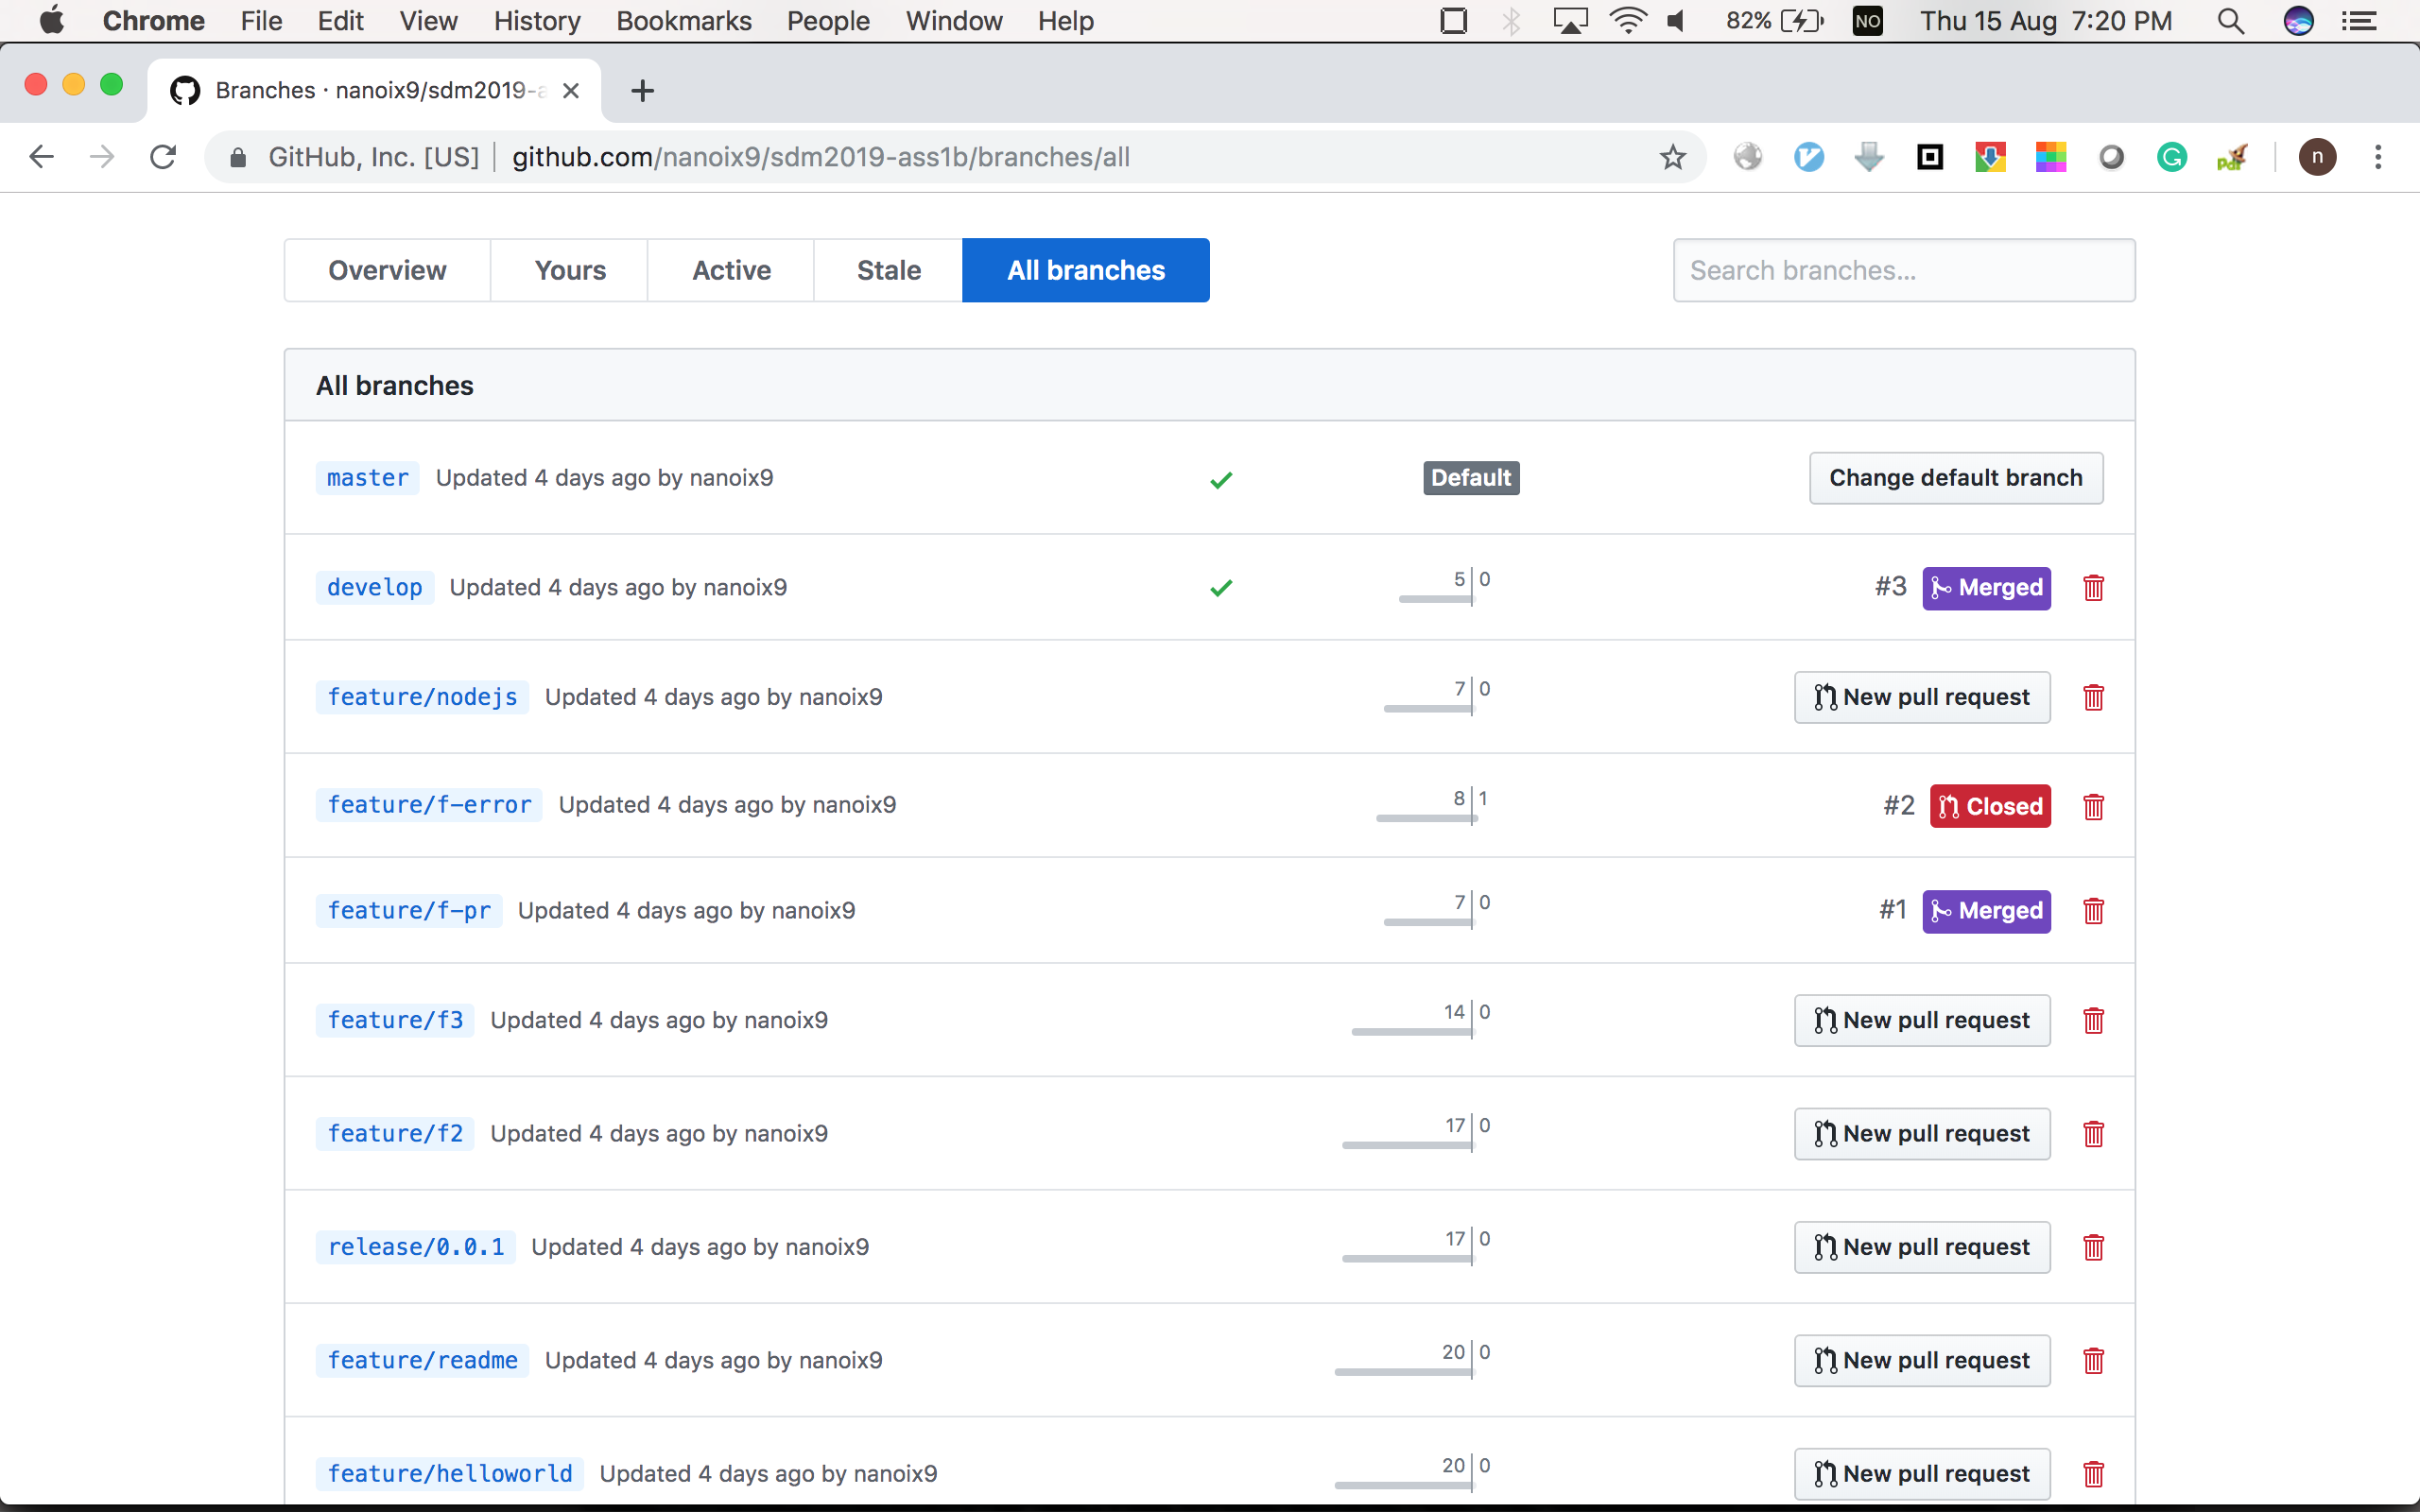 Chrome File Edit View History Bookmarks People Window Help 82% NO Thu 15 Aug 7:20 PM
Branches · nanoix9/sdm2019-a
GitHub, Inc. [US] github.com/nanoix9/sdm2019-ass1b/branches/all n
Overview Yours Active Stale All branches Search branches...
All branches
master Updated 4 days ago by nanoix9 Default Change default branch
develop Updated 4 days ago by nanoix9 5 0 #3 Merged
feature/nodejs Updated 4 days ago by nanoix9 7 0 New pull request
feature/f-error Updated 4 days ago by nanoix9 8 1 #2 Closed
feature/f-pr Updated 4 days ago by nanoix9 7 0 #1 Merged
feature/f3 Updated 4 days ago by nanoix9 14 0 New pull request
feature/f2 Updated 4 days ago by nanoix9 17 0 New pull request
release/0.0.1 Updated 4 days ago by nanoix9 17 0 New pull request
feature/readme Updated 4 days ago by nanoix9 20 0 New pull request
feature/helloworld Updated 4 days ago by nanoix9 20 0 New pull request